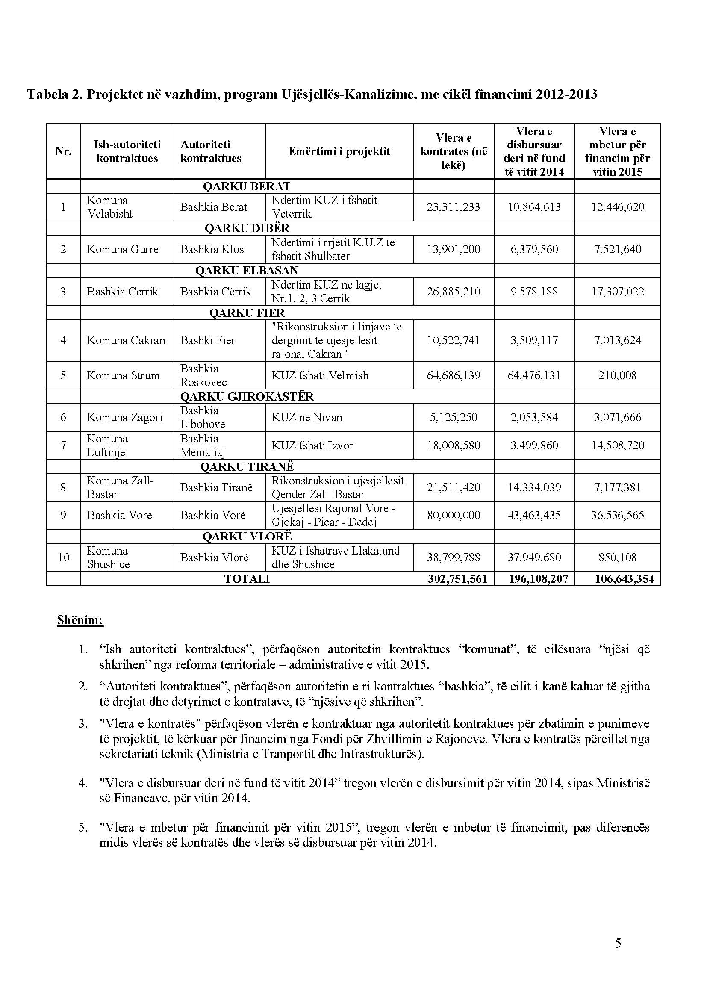 Tabela 2. Projektet në vazhdim, program Ujësjellës-Kanalizime, me cikël financimi 2012-2013
Nr.
Ish-autoriteti
kontraktues
Autoriteti
kontraktues
Emërtimi i projektit
Vlera e
kontrates (në
lekë)
Vlera e
disbursuar
deri në fund
të vitit 2014
Vlera e
mbetur për
financim për
vitin 2015
QARKU BERAT
1
Komuna
Velabisht
Bashkia Berat
Ndertim KUZ i fshatit
Veterrik
23,311,233
10,864,613
12,446,620
QARKU DIBËR
2
Komuna Gurre
Bashkia Klos
Ndertimi i rrjetit K.U.Z te
fshatit Shulbater
13,901,200
6,379,560
7,521,640
QARKU ELBASAN
3
Bashkia Cerrik
Bashkia Cërrik
Ndertim KUZ ne lagjet
Nr.1, 2, 3 Cerrik
26,885,210
9,578,188
17,307,022
QARKU FIER
4
Komuna Cakran
Bashki Fier
"Rikonstruksion i linjave te
dergimit te ujesjellesit
rajonal Cakran "
10,522,741
3,509,117
7,013,624
5
Komuna Strum
Bashkia
Roskovec
KUZ fshati Velmish
64,686,139
64,476,131
210,008
QARKU GJIROKASTËR
6
Komuna Zagori
Bashkia
Libohove
KUZ ne Nivan
5,125,250
2,053,584
3,071,666
7
Komuna
Luftinje
Bashkia
Memaliaj
KUZ fshati Izvor
18,008,580
3,499,860
14,508,720
QARKU TIRANË
8
Komuna Zall-
Bastar
Bashkia Tiranë
Rikonstruksion i ujesjellesit
Qender Zall  Bastar
21,511,420
14,334,039
7,177,381
9
Bashkia Vore
Bashkia Vorë
Ujesjellesi Rajonal Vore -
Gjokaj - Picar - Dedej
80,000,000
43,463,435
36,536,565
QARKU VLORË
10
Komuna
Shushice
Bashkia Vlorë
KUZ i fshatrave Llakatund
dhe Shushice
38,799,788
37,949,680
850,108
TOTALI
302,751,561
196,108,207
106,643,354
Shënim:
1. “Ish autoriteti kontraktues”, përfaqëson autoritetin kontraktues “komunat”, të cilësuara “njësi që
shkrihen” nga reforma territoriale – administrative e vitit 2015.
2. “Autoriteti kontraktues”, përfaqëson autoritetin e ri kontraktues “bashkia”, të cilit i kanë kaluar të gjitha
të drejtat dhe detyrimet e kontratave, të “njësive që shkrihen”.
3. "Vlera e kontratës" përfaqëson vlerën e kontraktuar nga autoritetit kontraktues për zbatimin e punimeve
të projektit, të kërkuar për financim nga Fondi për Zhvillimin e Rajoneve. Vlera e kontratës përcillet nga
sekretariati teknik (Ministria e Tranportit dhe Infrastrukturës).
4. "Vlera e disbursuar deri në fund të vitit 2014” tregon vlerën e disbursimit për vitin 2014, sipas Ministrisë
së Financave, për vitin 2014.
5. "Vlera e mbetur për financimit për vitin 2015”, tregon vlerën e mbetur të financimit, pas diferencës
midis vlerës së kontratës dhe vlerës së disbursuar për vitin 2014.
5